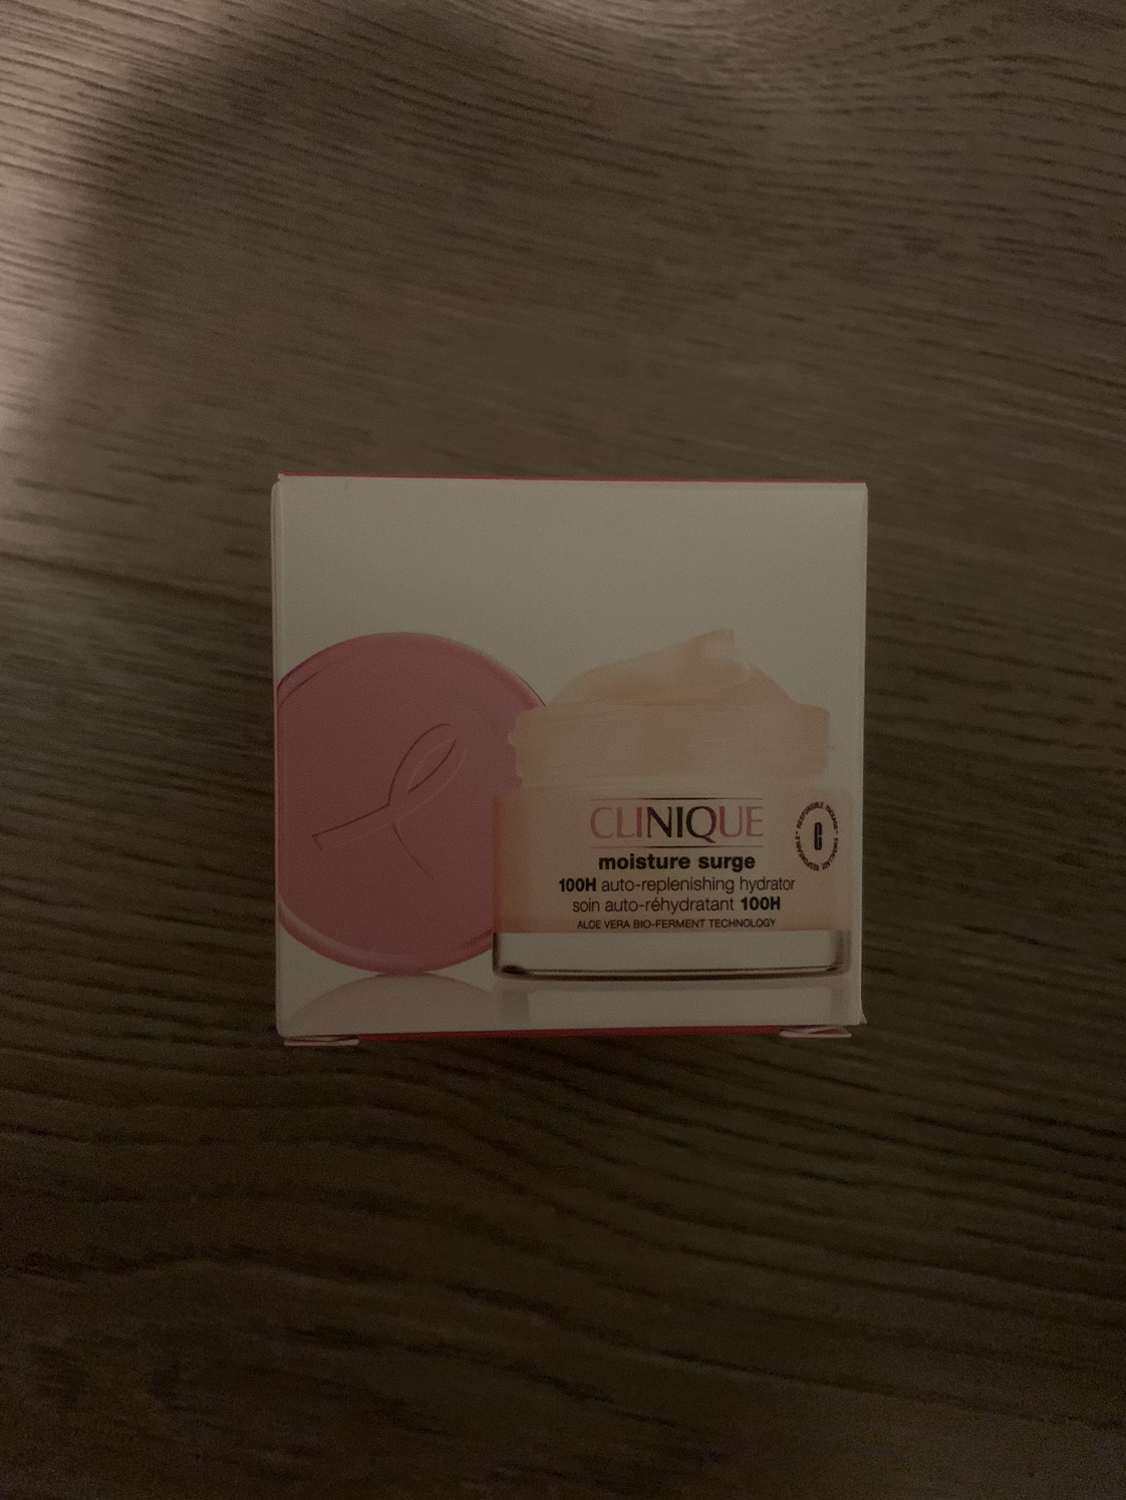 CLINIQUE
moisture surge
100H auto-replenishing hydrator
soin auto-réhydratant 100H
ALOE VERA BIO-FERMENT TECHNOLOGY
C